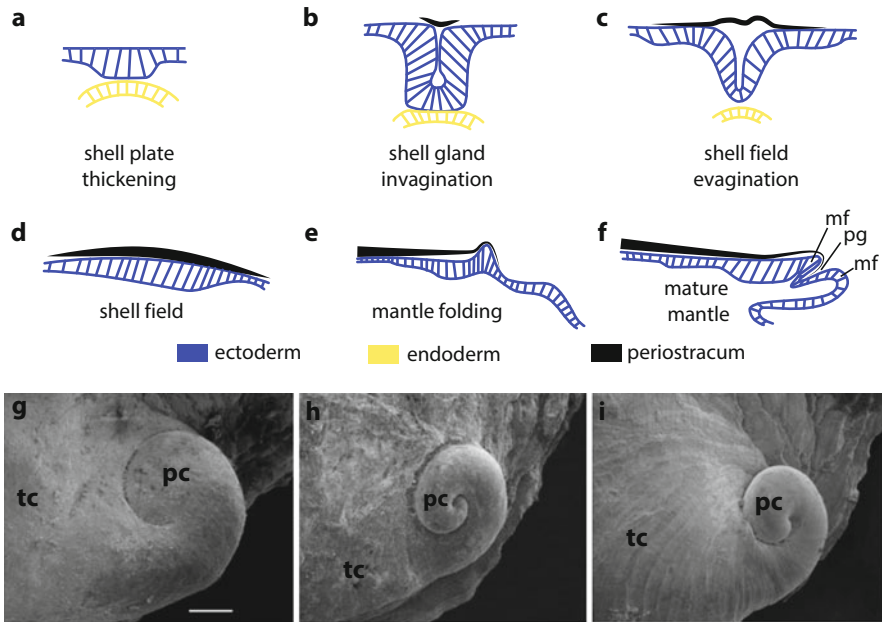 a
b
c
shell plate
thickening
shell gland
invagination
shell field
evagination
d
e
f
mf
pg
mf
shell field
mantle folding
mature
mantle
ectoderm
endoderm
periostracum
g
h
i
pc
tc
pc
tc
pc
tc